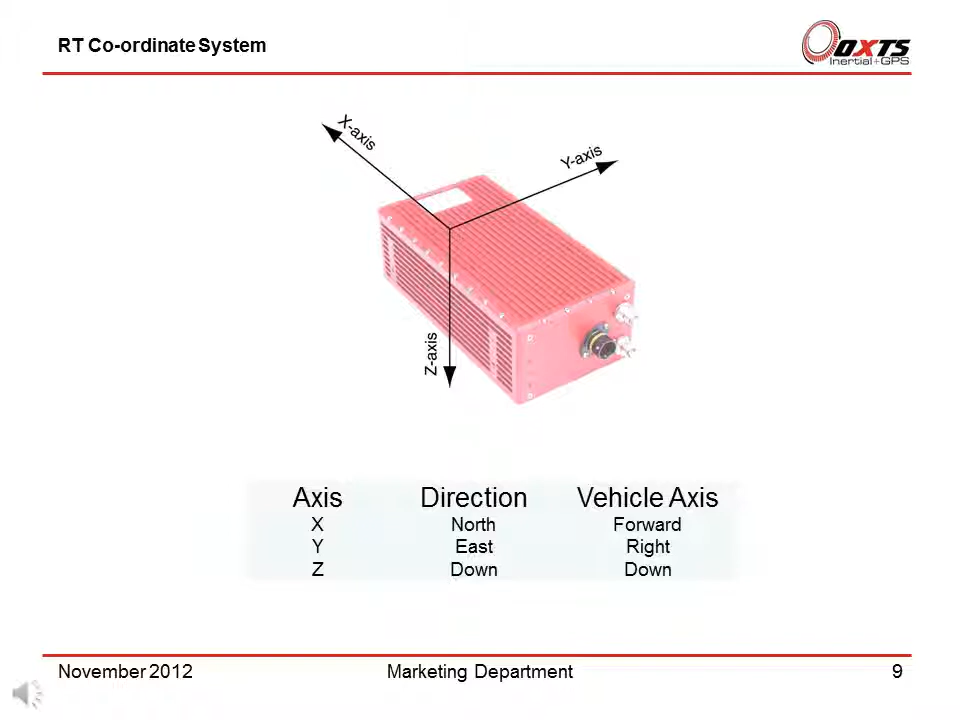 RT Co-ordinate System
OXTS
Inertial+GPS
X-axis
Y-axis
Z-axis
Axis Direction Vehicle Axis
X North Forward
Y East Right
Z Down Down
November 2012 Marketing Department 9